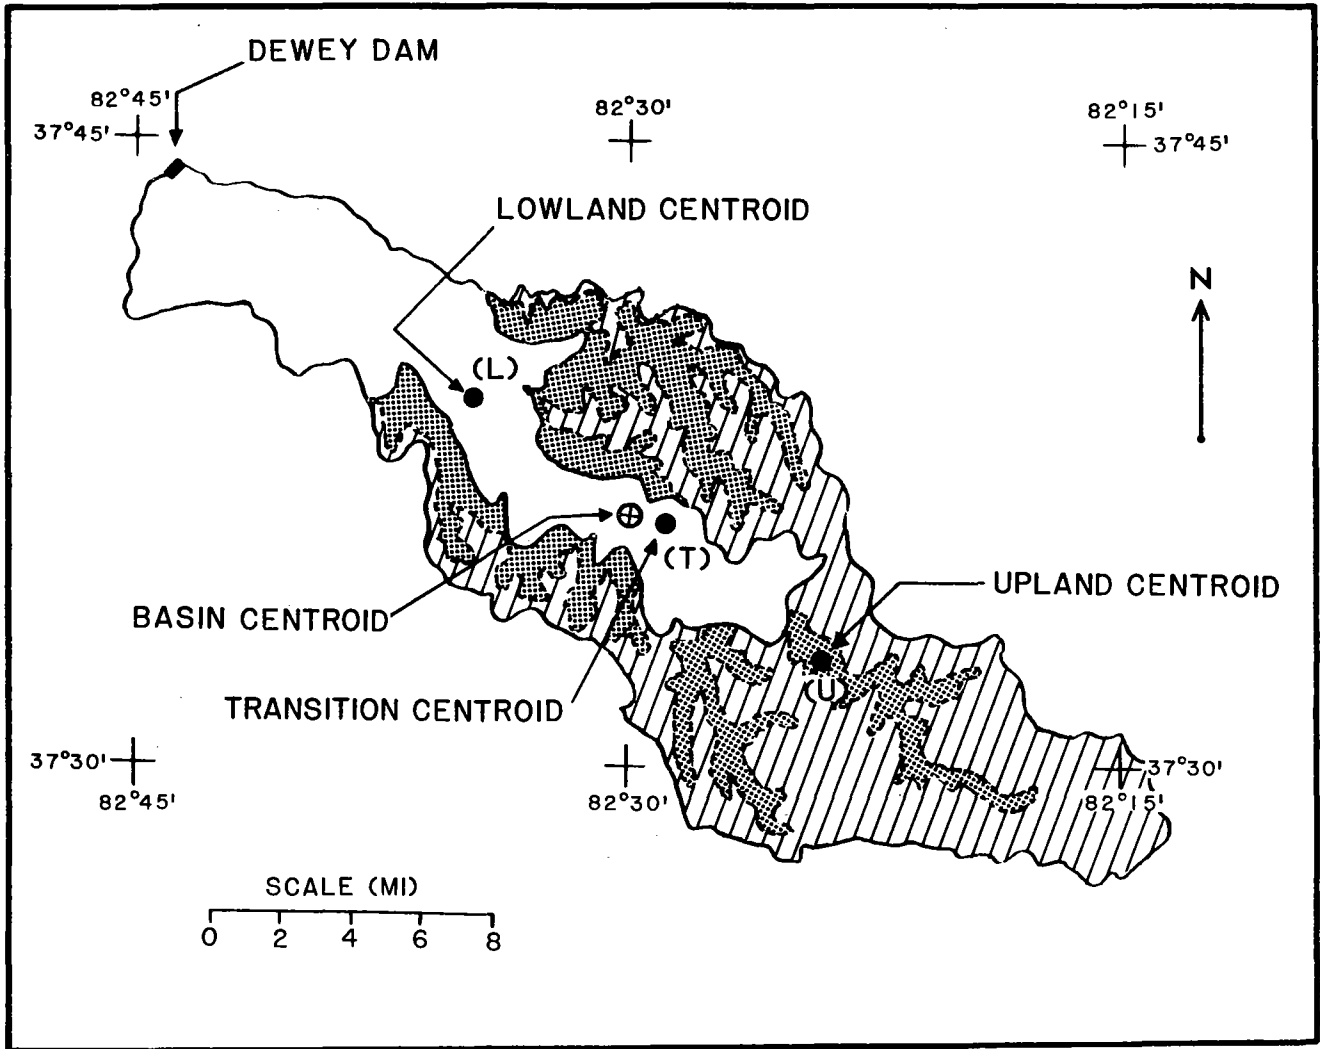 DEWEY DAM
82°45'
82°30'
82°15'
37°45'
37°45'
LOWLAND CENTROID
N
(L)
(T)
UPLAND CENTROID
BASIN CENTROID
(U)
TRANSITION CENTROID
37°30'
37°30'
82°45'
82°30'
82°15'
SCALE (MI)
0 2 4 6 8